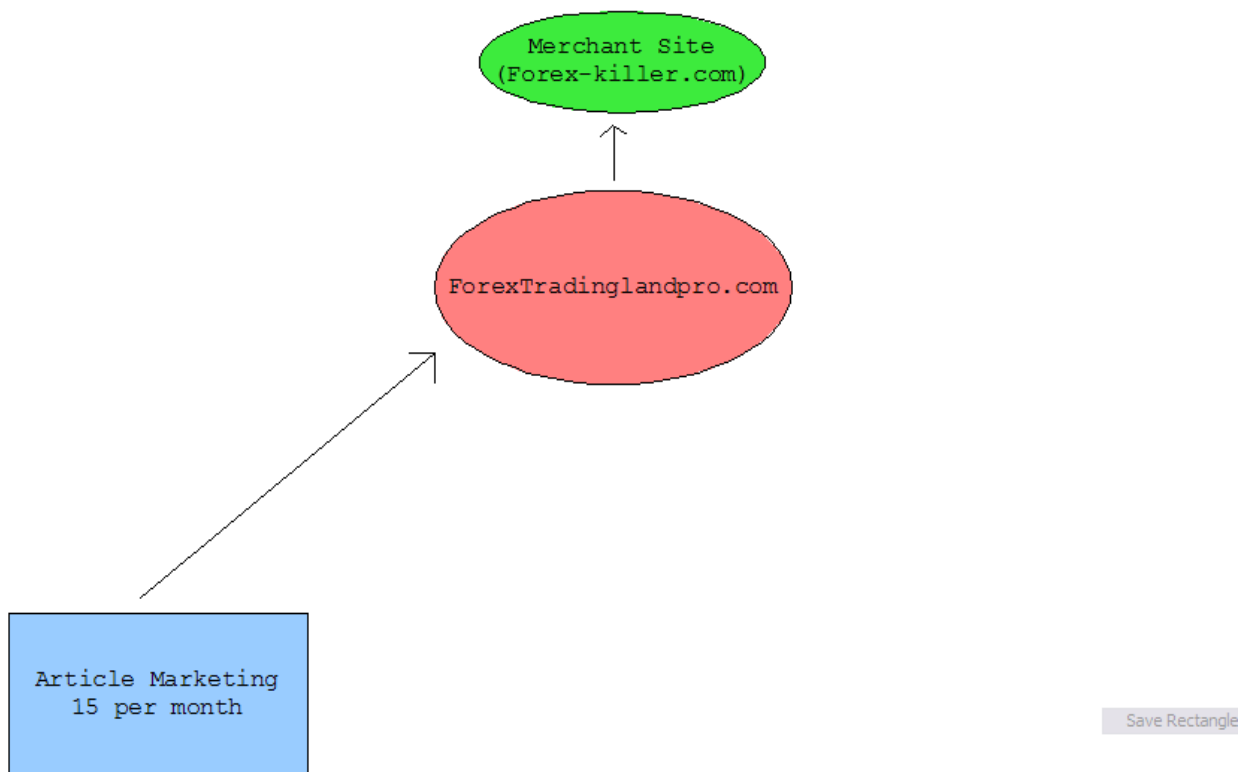 Merchant Site
(Forex-killer.com)
ForexTradinglandpro.com
Article Marketing
15 per month
Save Rectangle